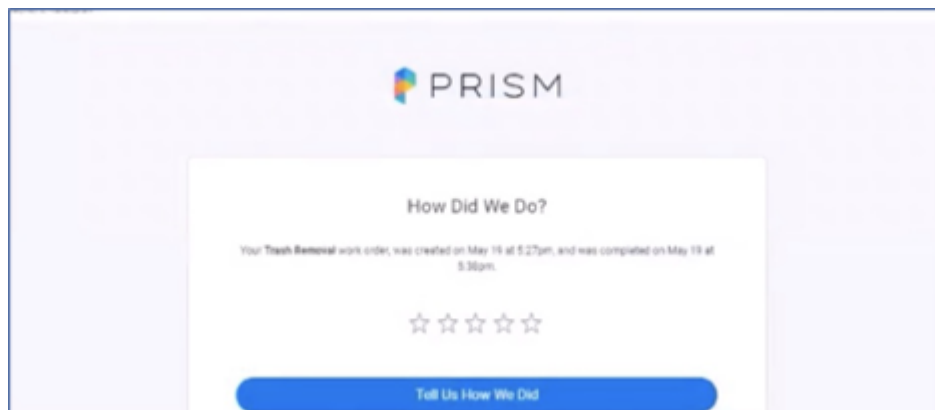 PRISM
How Did We Do?
Your Trash Removal work order, was created on May 19 at 5:27pm, and was completed on May 19 at
5:36pm.
Tell Us How We Did